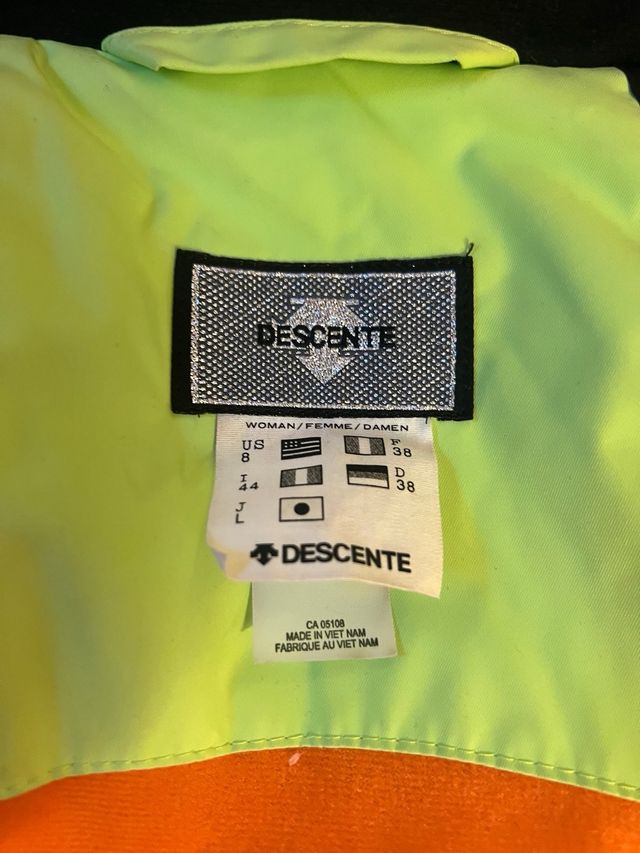 DESCENTE
WOMAN/FEMME/DAMEN
US 8 F 38
I 44 D 38
J L
DESCENTE
CA 05108
MADE IN VIET NAM
FABRIQUE AU VIET NAM